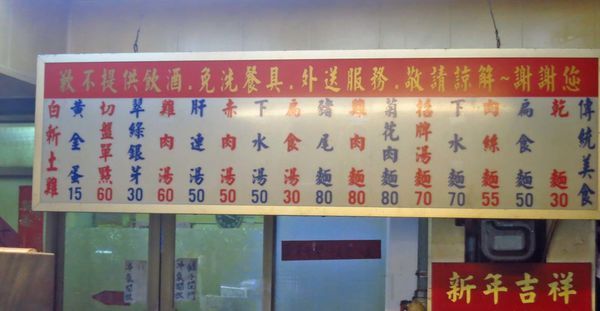 歉不提供飲酒.免洗餐具.外送服務.敬請諒解~謝謝您
傳統美食
乾麵 30
扁食麵 50
肉絲麵 55
下水麵 70
招牌湯麵 70
菊花肉麵 80
雞肉麵 80
豬尾麵 80
扁食湯 30
下水湯 50
赤肉湯 50
肝連湯 50
雞肉湯 60
翠綠銀芽 30
切盤單點 60
黃金蛋 15
白斬土雞
新年吉祥